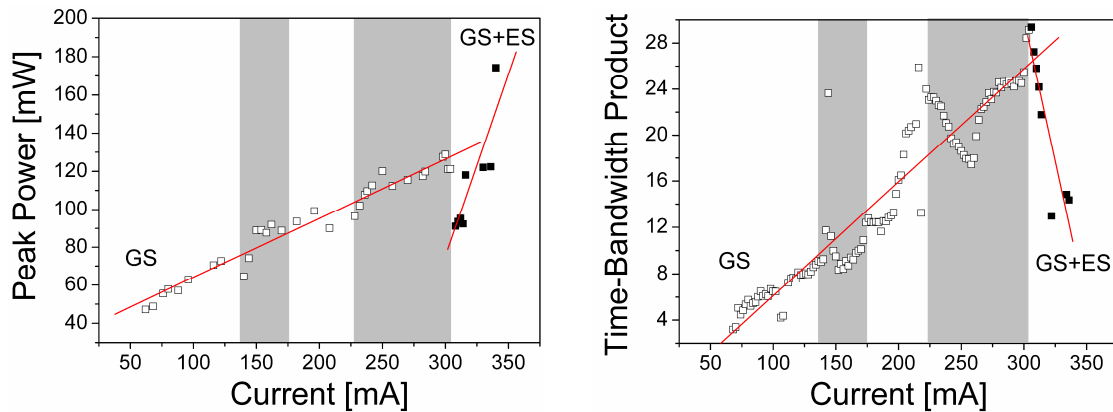 200
180
160
140
120
100
80
60
40
Peak Power [mW]
GS
GS+ES
50 100 150 200 250 300 350
Current [mA]
28
24
20
16
12
8
4
Time-Bandwidth Product
GS
GS+ES
50 100 150 200 250 300 350
Current [mA]